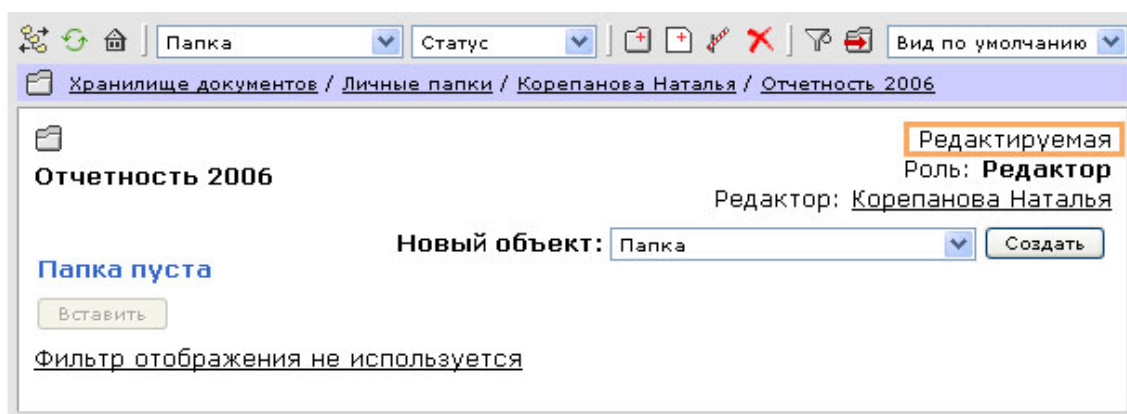 Папка Статус Вид по умолчанию
Хранилище документов / Личные папки / Корепанова Наталья / Отчетность 2006
Редактируемая
Отчетность 2006
Роль: Редактор
Редактор: Корепанова Наталья
Новый объект: Папка Создать
Папка пуста
Вставить
Фильтр отображения не используется